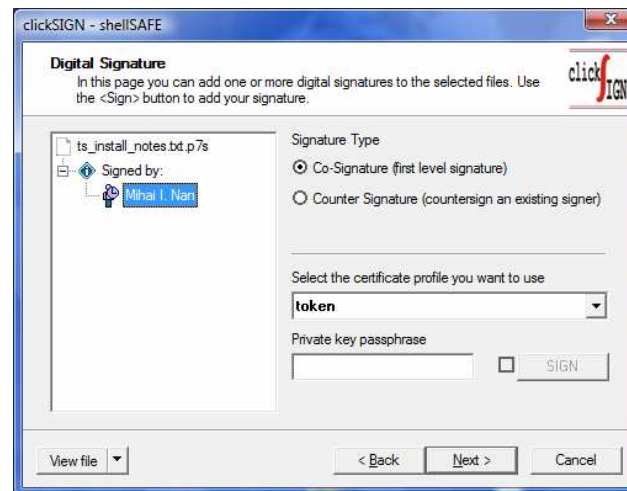 clickSIGN - shellSAFE
Digital Signature
In this page you can add one or more digital signatures to the selected files. Use
the <Sign> button to add your signature.
click SIGN
ts_install_notes.txt.p7s
Signed by:
Mihai I. Nan
Signature Type
Co-Signature (first level signature)
Counter Signature (countersign an existing signer)
Select the certificate profile you want to use
token
Private key passphrase
SIGN
View file
< Back
Next >
Cancel